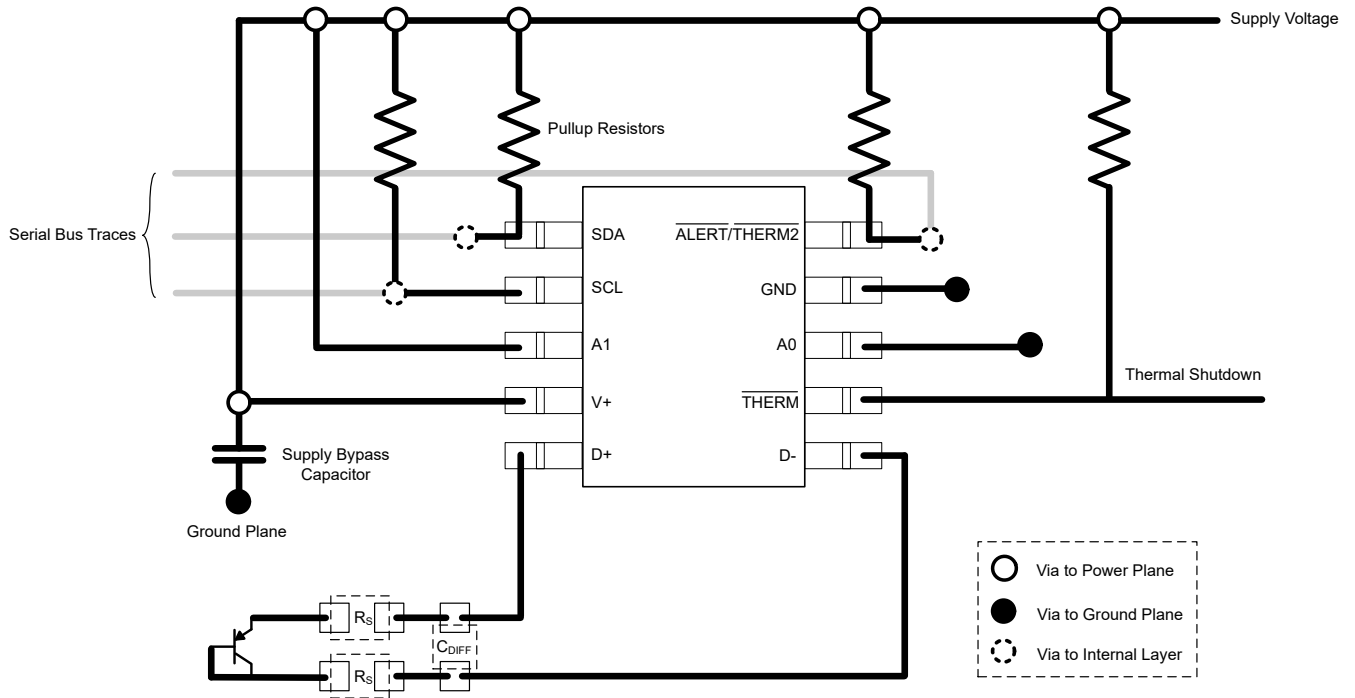 Supply Voltage
Pullup Resistors
Serial Bus Traces
SDA
ALERT/THERM2
SCL
GND
A1
A0
Thermal Shutdown
V+
THERM
Supply Bypass
Capacitor
D+
D-
Ground Plane
Via to Power Plane
Via to Ground Plane
Via to Internal Layer
RS
CDIFF
RS